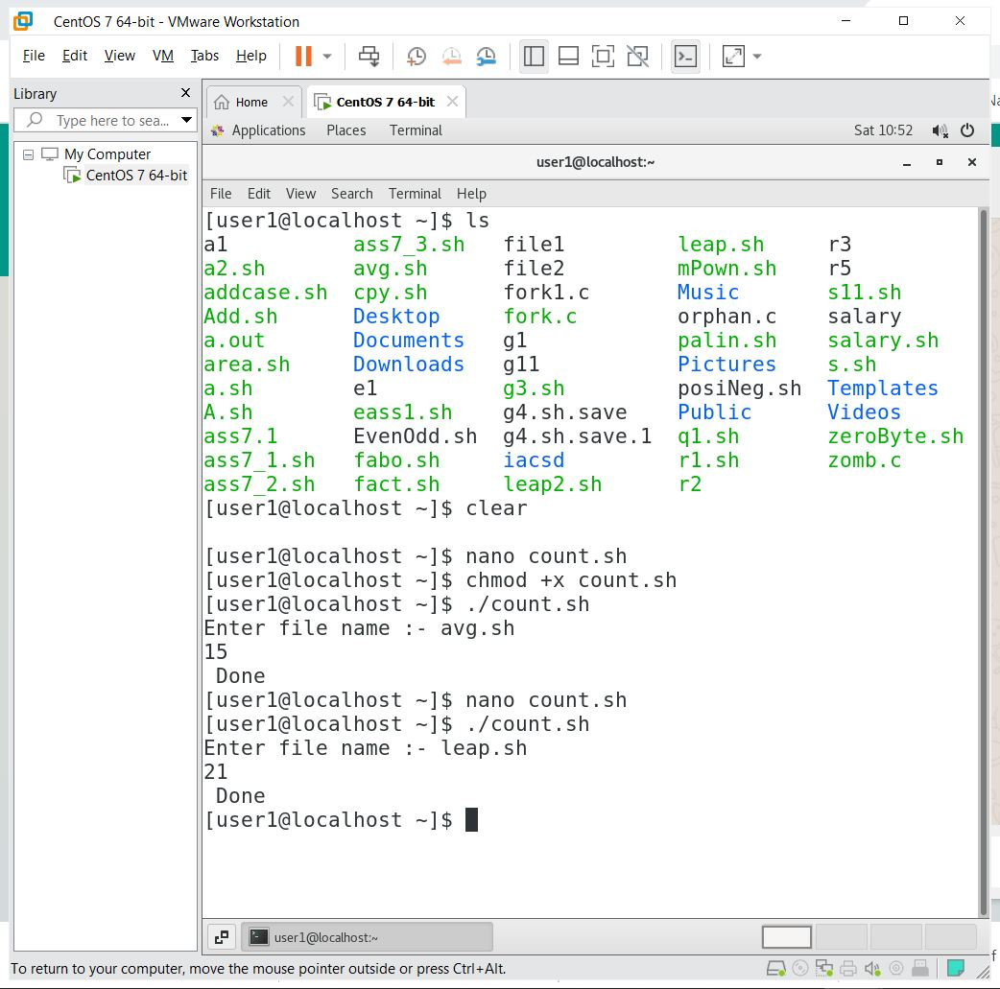 CentOS 7 64-bit - VMware Workstation
File Edit View VM Tabs Help
Library
Type here to sea...
My Computer
CentOS 7 64-bit
Home
CentOS 7 64-bit
Applications Places Terminal Sat 10:52
user1@localhost:~
File Edit View Search Terminal Help
[user1@localhost ~]$ ls
a1 ass7_3.sh file1 leap.sh r3
a2.sh avg.sh file2 mPown.sh r5
addcase.sh cpy.sh fork1.c Music s11.sh
Add.sh Desktop fork.c orphan.c salary
a.out Documents g1 palin.sh salary.sh
area.sh Downloads g11 Pictures s.sh
a.sh e1 g3.sh posiNeg.sh Templates
A.sh eass1.sh g4.sh.save Public Videos
ass7.1 EvenOdd.sh g4.sh.save.1 q1.sh zeroByte.sh
ass7_1.sh fabo.sh iacsd r1.sh zomb.c
ass7_2.sh fact.sh leap2.sh r2
[user1@localhost ~]$ clear
[user1@localhost ~]$ nano count.sh
[user1@localhost ~]$ chmod +x count.sh
[user1@localhost ~]$ ./count.sh
Enter file name :- avg.sh
15
Done
[user1@localhost ~]$ nano count.sh
[user1@localhost ~]$ ./count.sh
Enter file name :- leap.sh
21
Done
[user1@localhost ~]$
user1@localhost:~
To return to your computer, move the mouse pointer outside or press Ctrl+Alt.